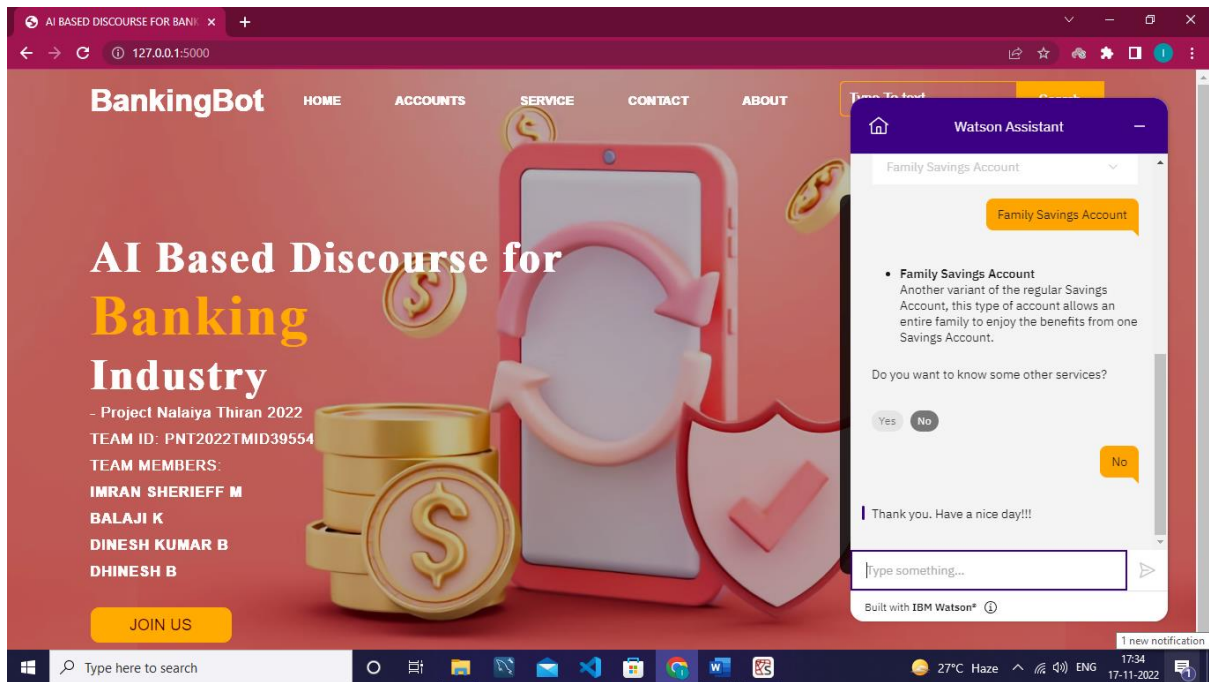 AI BASED DISCOURSE FOR BANK
127.0.0.1:5000
BankingBot
HOME
ACCOUNTS
SERVICE
CONTACT
ABOUT
Type To text
Search
AI Based Discourse for
Banking
Industry
- Project Nalaiya Thiran 2022
TEAM ID: PNT2022TMID39554
TEAM MEMBERS:
IMRAN SHERIEFF M
BALAJI K
DINESH KUMAR B
DHINESH B
JOIN US
Watson Assistant
Family Savings Account
Family Savings Account
• Family Savings Account
Another variant of the regular Savings
Account, this type of account allows an
entire family to enjoy the benefits from one
Savings Account.
Do you want to know some other services?
Yes
No
No
Thank you. Have a nice day!!!
Type something...
Built with IBM Watson®
1 new notification
Type here to search
27°C Haze
ENG
17:34
17-11-2022